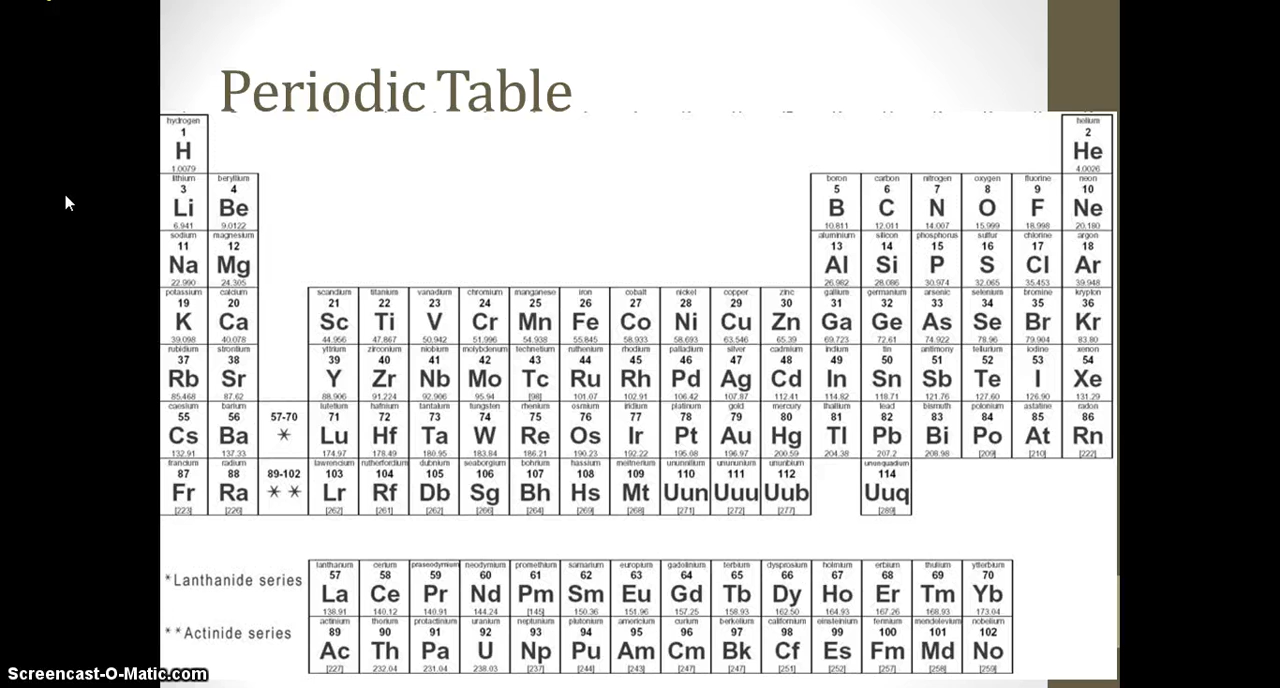 Periodic Table
hydrogen helium
1 2
H He
1.0079 4.0026
lithium beryllium boron carbon nitrogen oxygen fluorine neon
3 4 5 6 7 8 9 10
Li Be B C N O F Ne
6.941 9.0122 10.811 12.011 14.007 15.999 18.998 20.180
sodium magnesium aluminium silicon phosphorus sulfur chlorine argon
11 12 13 14 15 16 17 18
Na Mg Al Si P S Cl Ar
22.990 24.305 26.982 28.086 30.974 32.065 35.453 39.948
potassium calcium scandium titanium vanadium chromium manganese iron cobalt nickel copper zinc gallium germanium arsenic selenium bromine krypton
19 20 21 22 23 24 25 26 27 28 29 30 31 32 33 34 35 36
K Ca Sc Ti V Cr Mn Fe Co Ni Cu Zn Ga Ge As Se Br Kr
39.098 40.078 44.956 47.867 50.942 51.996 54.938 55.845 58.933 58.693 63.546 65.39 69.723 72.61 74.922 78.96 79.904 83.80
rubidium strontium yttrium zirconium niobium molybdenum technetium ruthenium rhodium palladium silver cadmium indium tin antimony tellurium iodine xenon
37 38 39 40 41 42 43 44 45 46 47 48 49 50 51 52 53 54
Rb Sr Y Zr Nb Mo Tc Ru Rh Pd Ag Cd In Sn Sb Te I Xe
85.468 87.62 88.906 91.224 92.906 95.94 [98] 101.07 102.91 106.42 107.87 112.41 114.82 118.71 121.76 127.60 126.90 131.29
caesium barium lutetium hafnium tantalum tungsten rhenium osmium iridium platinum gold mercury thallium lead bismuth polonium astatine radon
55 56 57-70 71 72 73 74 75 76 77 78 79 80 81 82 83 84 85 86
Cs Ba * Lu Hf Ta W Re Os Ir Pt Au Hg Tl Pb Bi Po At Rn
132.91 137.33 174.97 178.49 180.95 183.84 186.21 190.23 192.22 195.08 196.97 200.59 204.38 207.2 208.98 [209] [210] [222]
francium radium lawrencium rutherfordium dubnium seaborgium bohrium hassium meitnerium ununnilium unununium ununbium ununquadium
87 88 89-102 103 104 105 106 107 108 109 110 111 112 114
Fr Ra * * Lr Rf Db Sg Bh Hs Mt Uun Uuu Uub Uuq
[223] [226] [262] [261] [262] [266] [264] [269] [268] [271] [272] [277] [289]
*Lanthanide series
lanthanum cerium praseodymium neodymium promethium samarium europium gadolinium terbium dysprosium holmium erbium thulium ytterbium
57 58 59 60 61 62 63 64 65 66 67 68 69 70
La Ce Pr Nd Pm Sm Eu Gd Tb Dy Ho Er Tm Yb
138.91 140.12 140.91 144.24 [145] 150.36 151.96 157.25 158.93 162.50 164.93 167.26 168.93 173.04
**Actinide series
actinium thorium protactinium uranium neptunium plutonium americium curium berkelium californium einsteinium fermium mendelevium nobelium
89 90 91 92 93 94 95 96 97 98 99 100 101 102
Ac Th Pa U Np Pu Am Cm Bk Cf Es Fm Md No
[227] 232.04 231.04 238.03 [237] [244] [243] [247] [247] [251] [252] [257] [258] [259]
Screencast-O-Matic.com